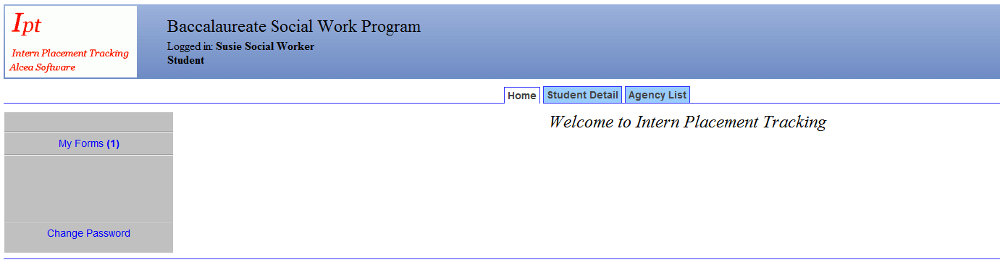 Ipt
Intern Placement Tracking
Alcea Software
Baccalaureate Social Work Program
Logged in: Susie Social Worker
Student
Home
Student Detail
Agency List
My Forms (1)
Change Password
Welcome to Intern Placement Tracking